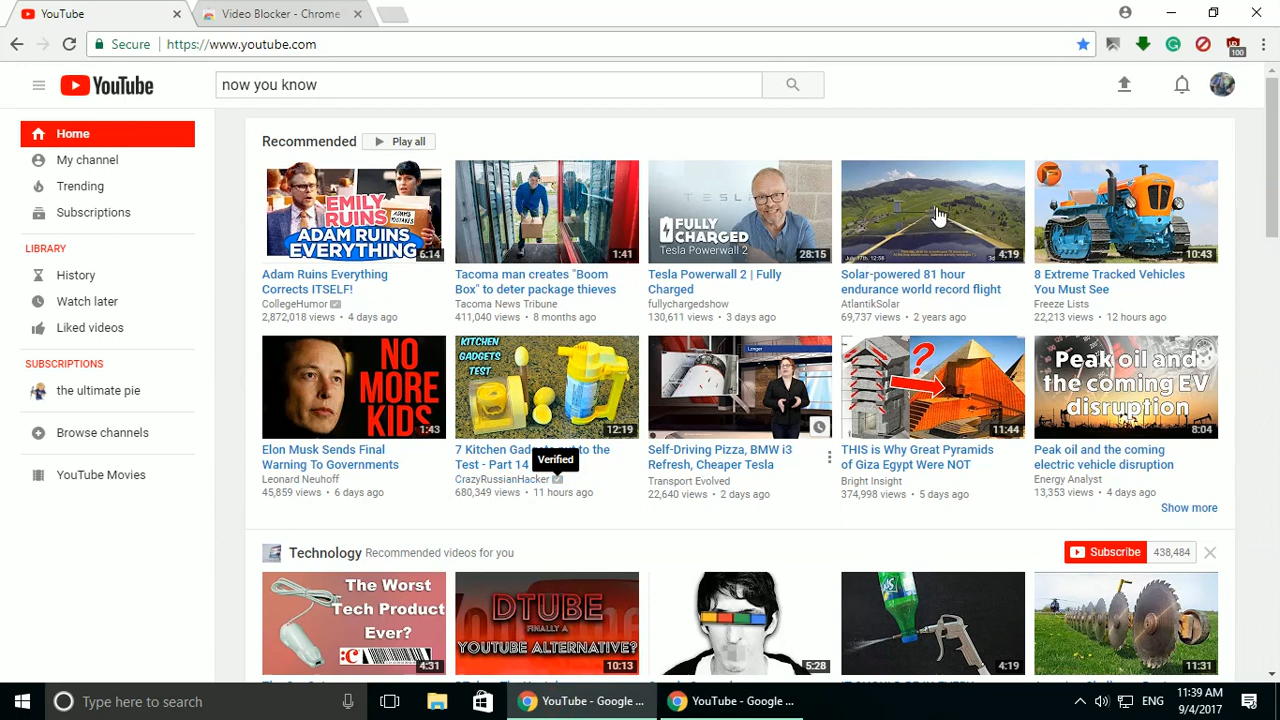 YouTube
Video Blocker - Chrome
Secure
https://www.youtube.com
100
YouTube
now you know
Home
My channel
Trending
Subscriptions
LIBRARY
History
Watch later
Liked videos
SUBSCRIPTIONS
the ultimate pie
Browse channels
YouTube Movies
Recommended
Play all
EMILY
RUINS
ADAM RUINS
EVERYTHING
6:14
Adam Ruins Everything
Corrects ITSELF!
CollegeHumor
2,872,018 views • 4 days ago
1:41
Tacoma man creates "Boom
Box" to deter package thieves
Tacoma News Tribune
411,040 views • 8 months ago
TESLA
FULLY
CHARGED
Tesla Powerwall 2
28:15
Tesla Powerwall 2 | Fully
Charged
fullychargedshow
130,611 views • 3 days ago
4:19
Solar-powered 81 hour
endurance world record flight
AtlantikSolar
69,737 views • 2 years ago
10:43
8 Extreme Tracked Vehicles
You Must See
Freeze Lists
22,213 views • 12 hours ago
NO
MORE
KIDS
1:43
Elon Musk Sends Final
Warning To Governments
Leonard Neuhoff
45,859 views • 6 days ago
KITCHEN
GADGETS
TEST
12:19
7 Kitchen Gadgets put to the
Test - Part 14
Verified
CrazyRussianHacker
680,349 views • 11 hours ago
Longer
Self-Driving Pizza, BMW i3
Refresh, Cheaper Tesla
Transport Evolved
22,640 views • 2 days ago
?
11:44
THIS is Why Great Pyramids
of Giza Egypt Were NOT
Bright Insight
374,998 views • 5 days ago
Peak oil and
the coming EV
disruption
8:04
Peak oil and the coming
electric vehicle disruption
Energy Analyst
13,353 views • 4 days ago
Show more
Technology Recommended videos for you
Subscribe
438,484
The Worst
Tech Product
Ever?
4:31
DTUBE
FINALLY A
YOUTUBE ALTERNATIVE?
10:13
5:28
4:19
11:31
Type here to search
YouTube - Google ...
YouTube - Google ...
ENG
11:39 AM
9/4/2017